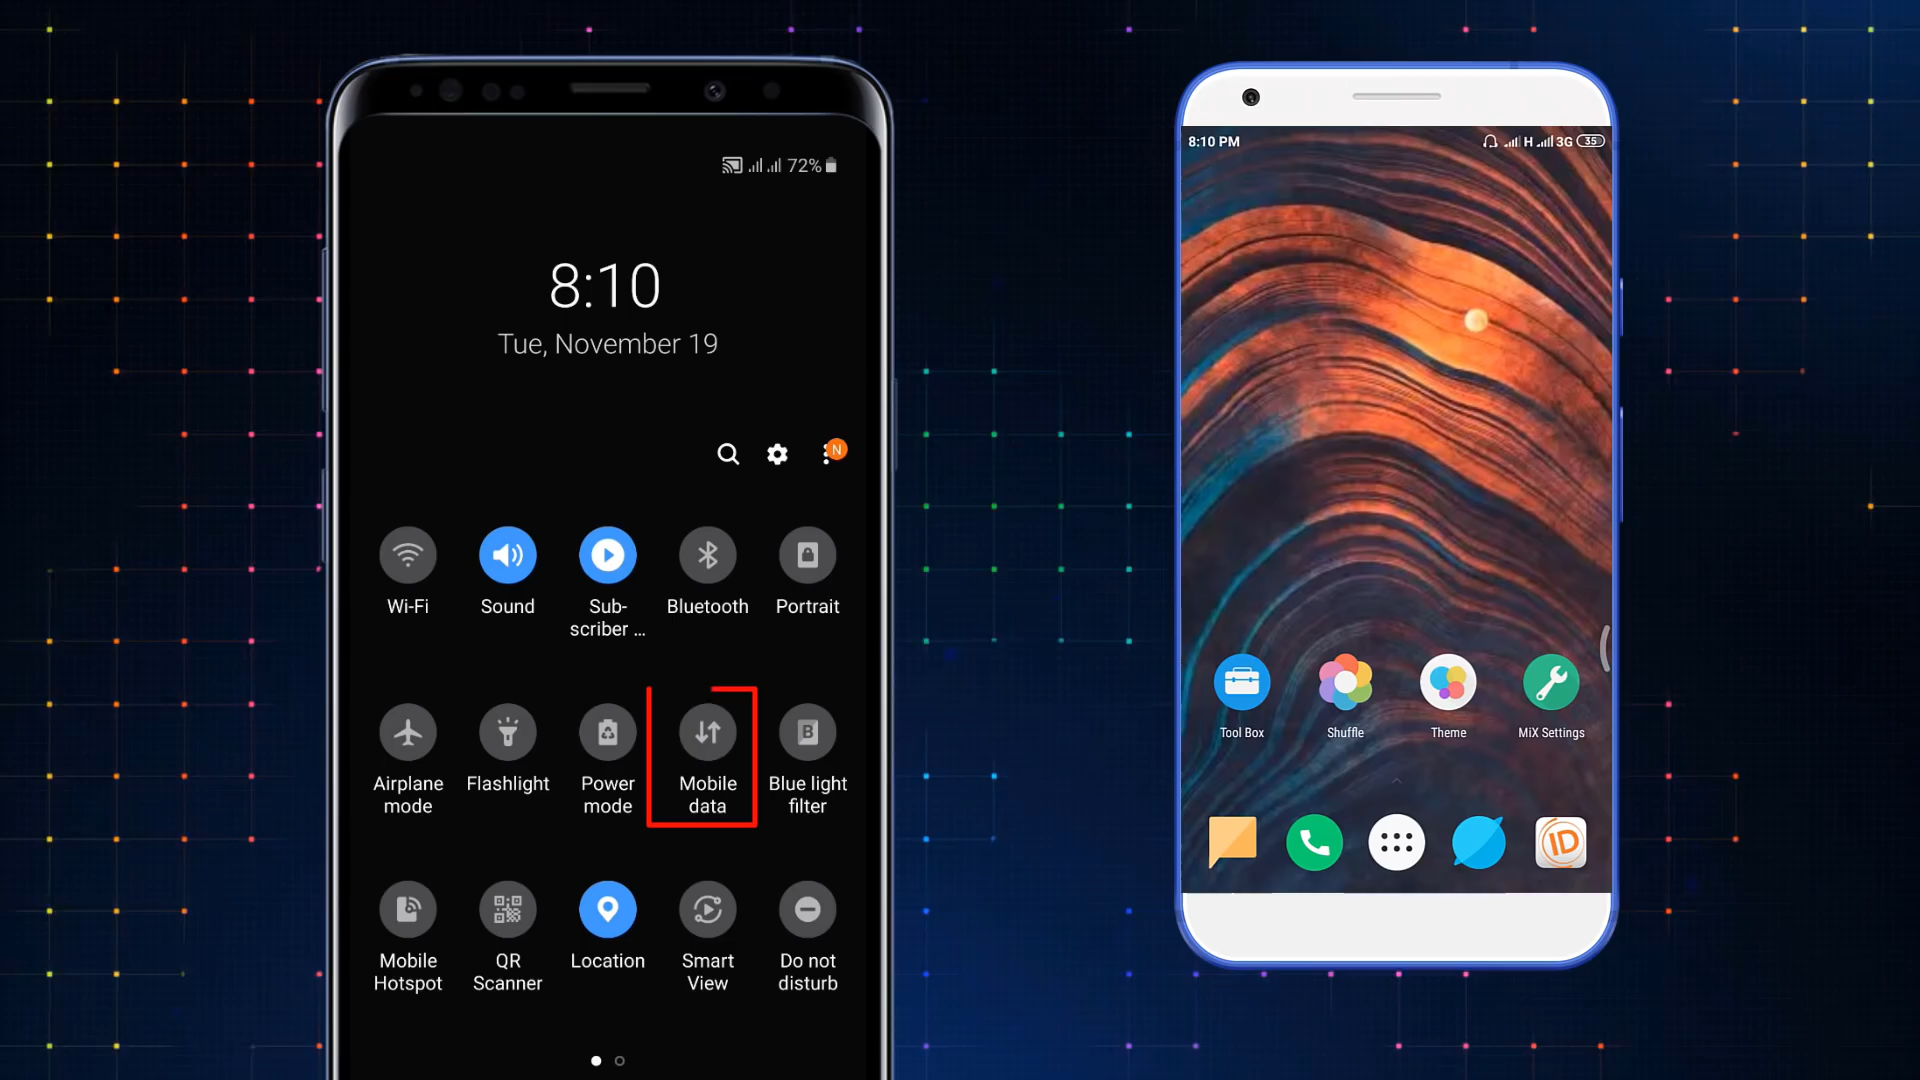 72%
8:10
Tue, November 19
N
Wi-Fi
Sound
Sub-
scriber ...
Bluetooth
Portrait
Airplane
mode
Flashlight
Power
mode
Mobile
data
B
Blue light
filter
Mobile
Hotspot
QR
Scanner
Location
Smart
View
Do not
disturb
8:10 PM
H
3G
35
Tool Box
Shuffle
Theme
MiX Settings
ID